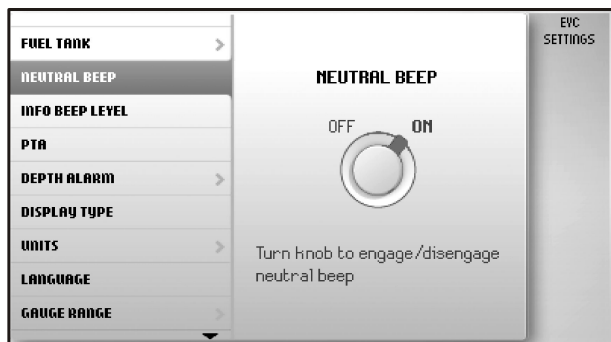 EVC
SETTINGS
FUEL TANK
NEUTRAL BEEP
INFO BEEP LEVEL
PTA
DEPTH ALARM
DISPLAY TYPE
UNITS
LANGUAGE
GAUGE RANGE
NEUTRAL BEEP
OFF ON
Turn knob to engage/disengage
neutral beep